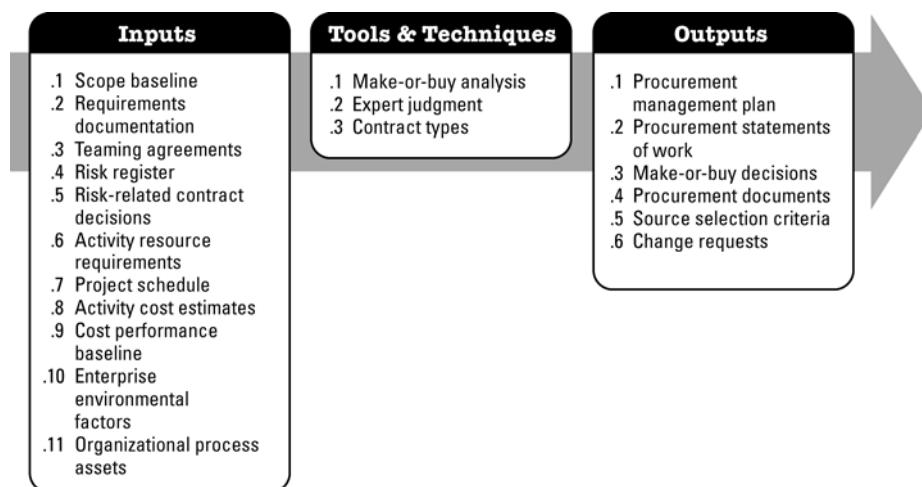 Inputs
.1 Scope baseline
.2 Requirements
documentation
.3 Teaming agreements
.4 Risk register
.5 Risk-related contract
decisions
.6 Activity resource
requirements
.7 Project schedule
.8 Activity cost estimates
.9 Cost performance
baseline
.10 Enterprise
environmental
factors
.11 Organizational process
assets
Tools & Techniques
.1 Make-or-buy analysis
.2 Expert judgment
.3 Contract types
Outputs
.1 Procurement
management plan
.2 Procurement statements
of work
.3 Make-or-buy decisions
.4 Procurement documents
.5 Source selection criteria
.6 Change requests